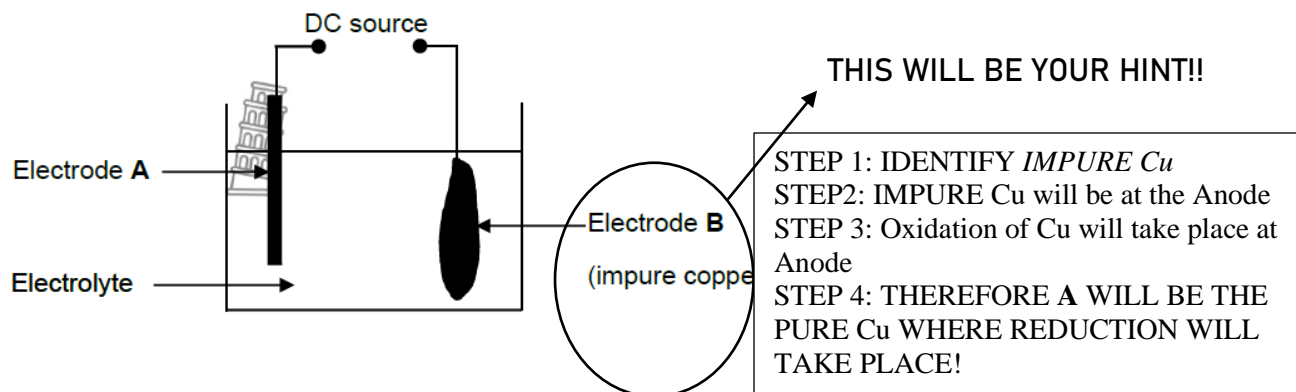 DC source
THIS WILL BE YOUR HINT!!
Electrode A
Electrode B
(impure coppe
Electrolyte
STEP 1: IDENTIFY IMPURE Cu
STEP2: IMPURE Cu will be at the Anode
STEP 3: Oxidation of Cu will take place at
Anode
STEP 4: THEREFORE A WILL BE THE
PURE Cu WHERE REDUCTION WILL
TAKE PLACE!